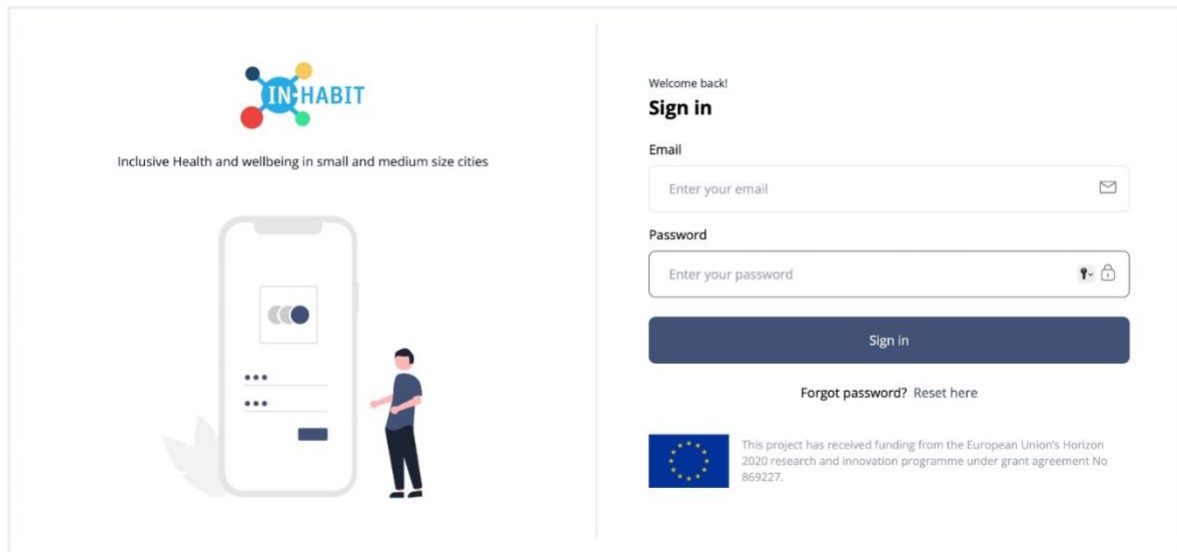 IN-HABIT
Inclusive Health and wellbeing in small and medium size cities
Welcome back!
Sign in
Email
Enter your email
Password
Enter your password
Sign in
Forgot password? Reset here
This project has received funding from the European Union's Horizon
2020 research and innovation programme under grant agreement No
869227.